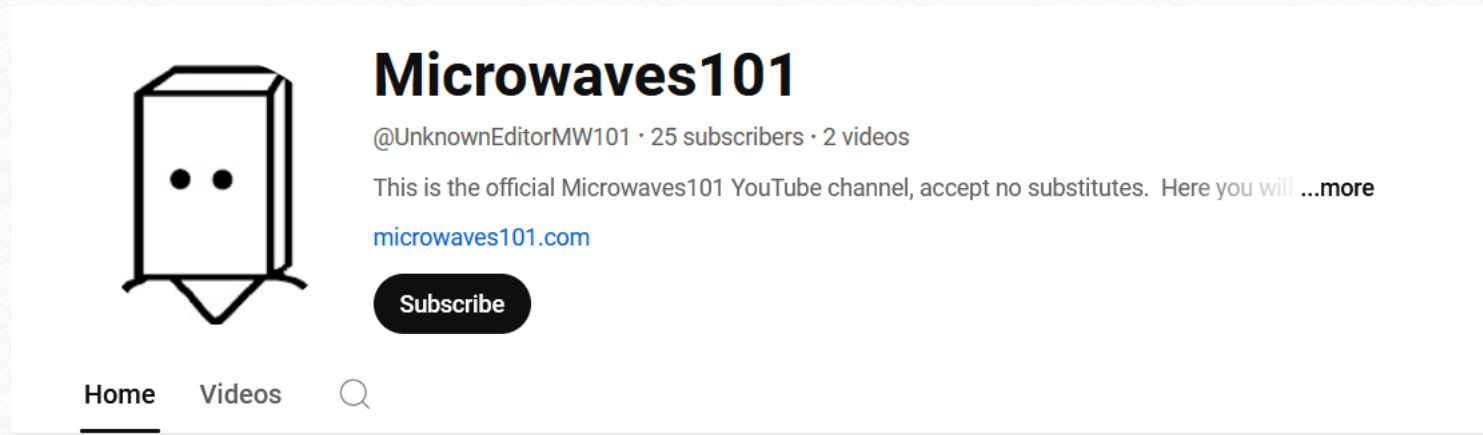 Microwaves101
@UnknownEditorMW101 · 25 subscribers · 2 videos
This is the official Microwaves101 YouTube channel, accept no substitutes.  Here you will ...more
microwaves101.com
Subscribe
Home Videos